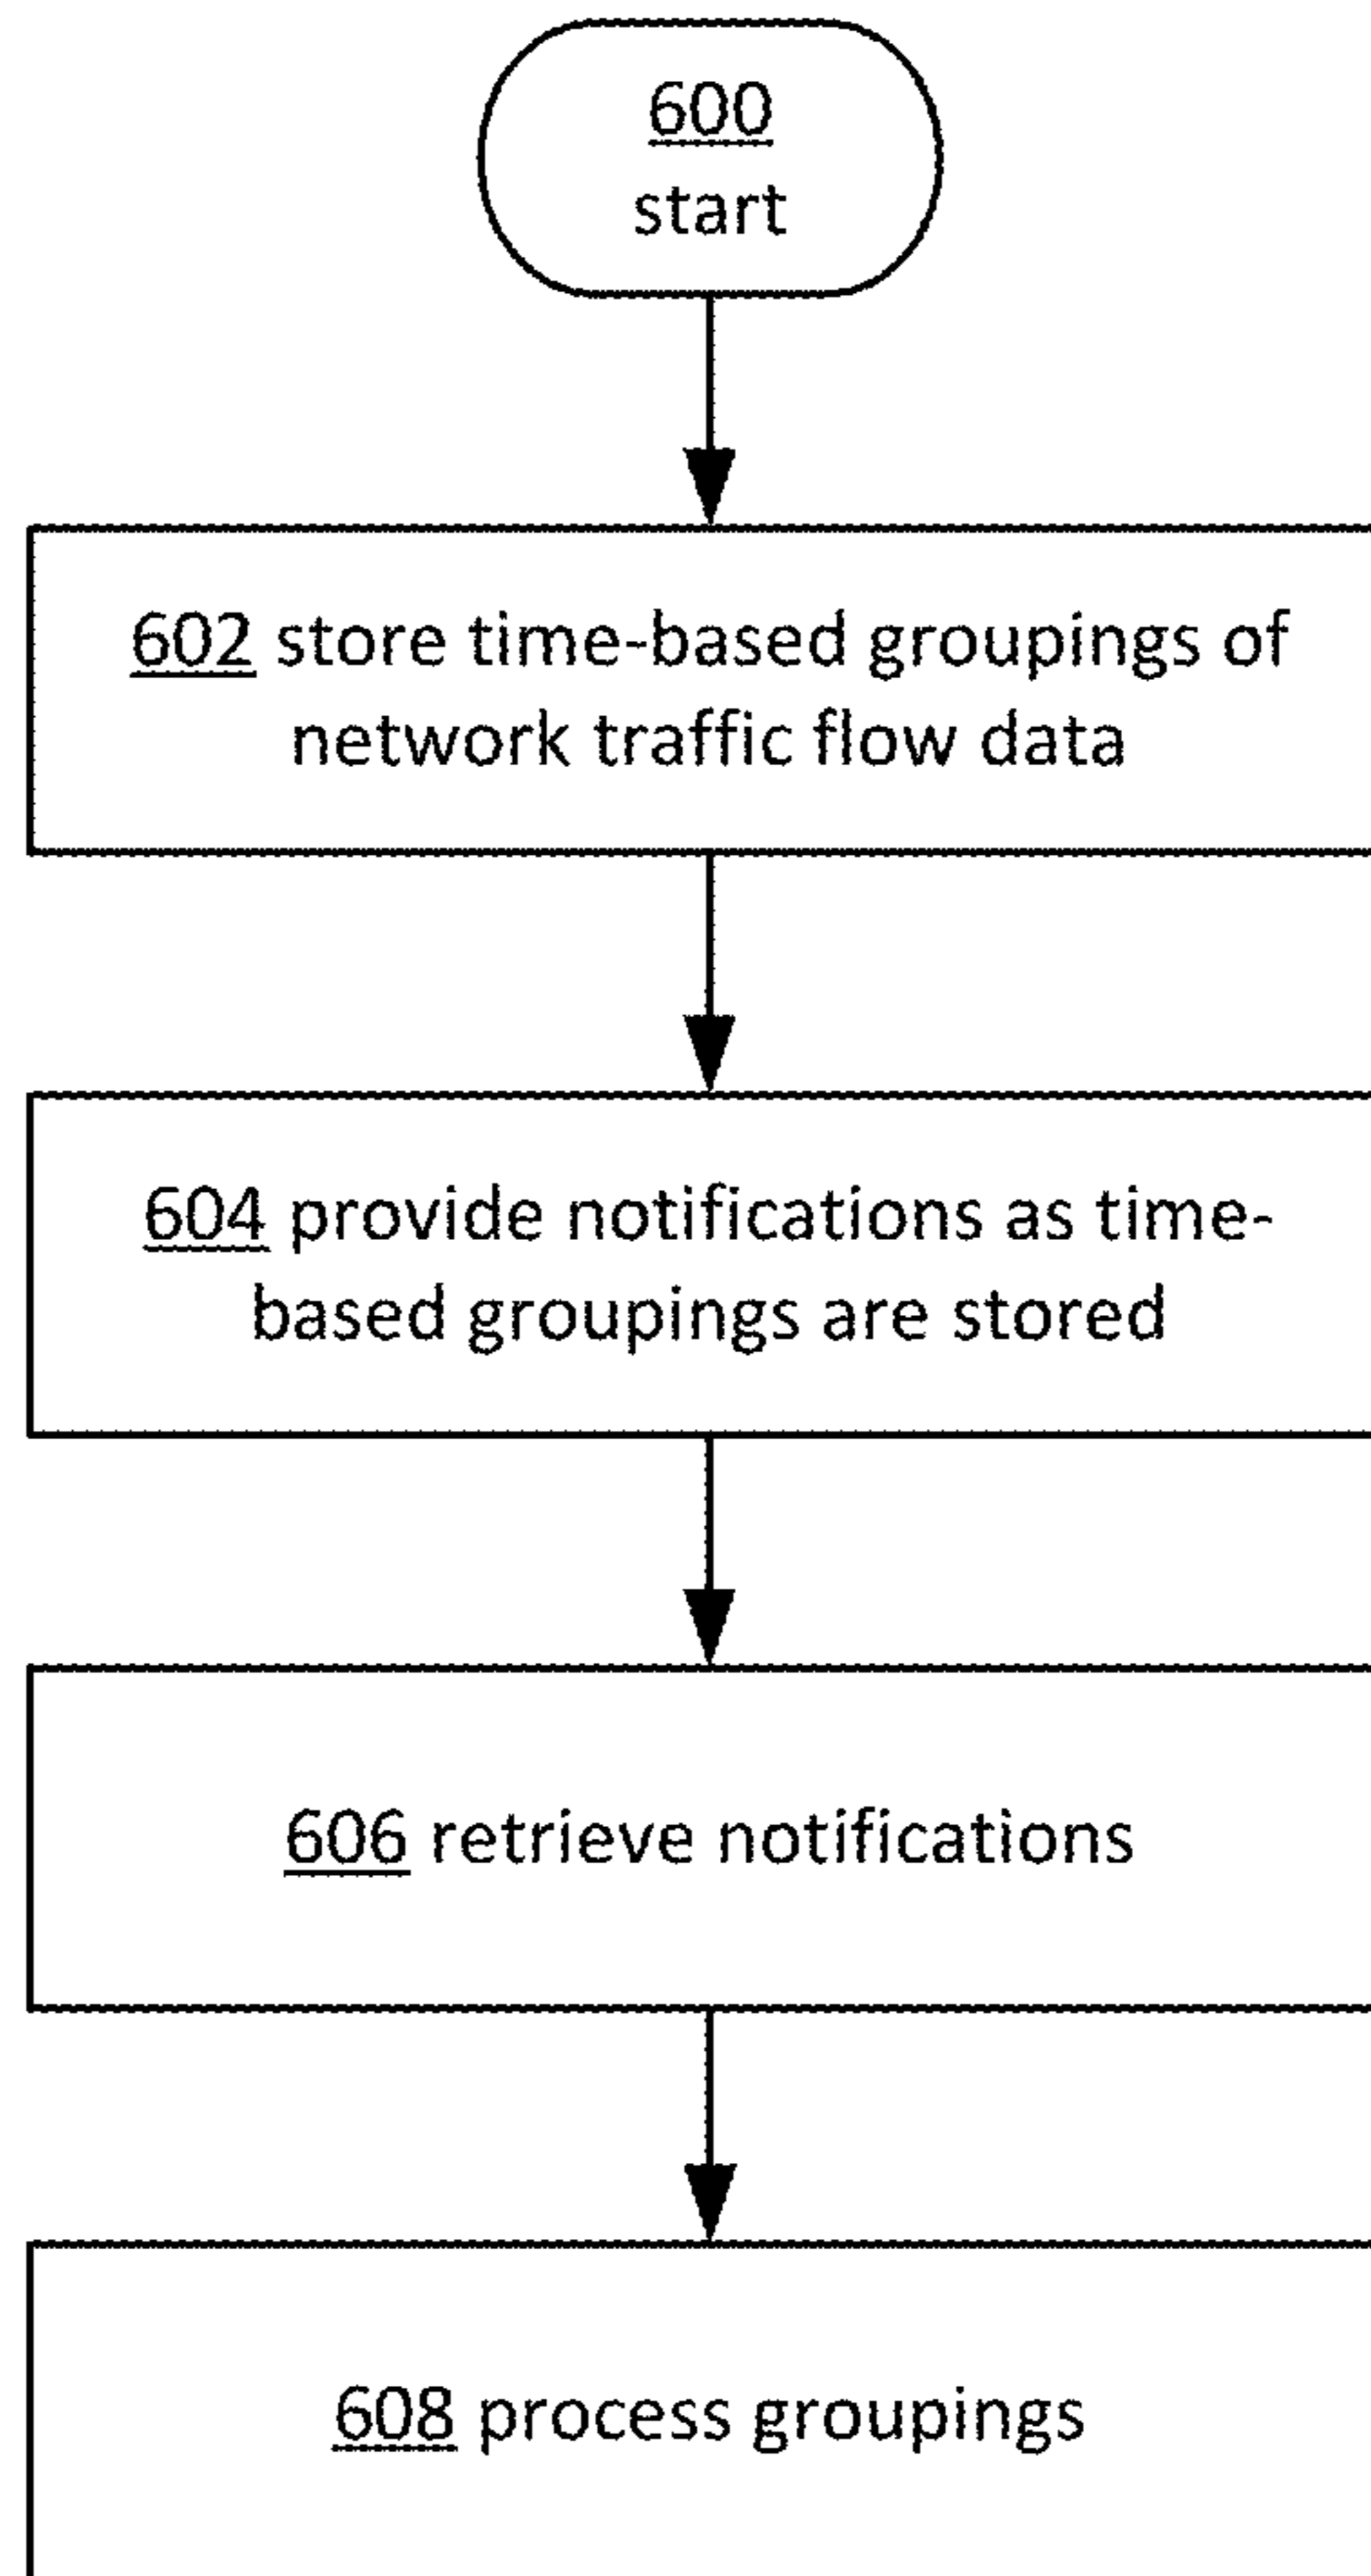 600
start
602 store time-based groupings of
network traffic flow data
604 provide notifications as time-
based groupings are stored
606 retrieve notifications
608 process groupings